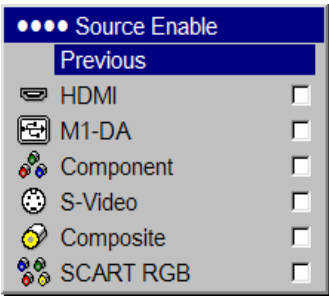 Source Enable
Previous
HDMI
M1-DA
Component
S-Video
Composite
SCART RGB